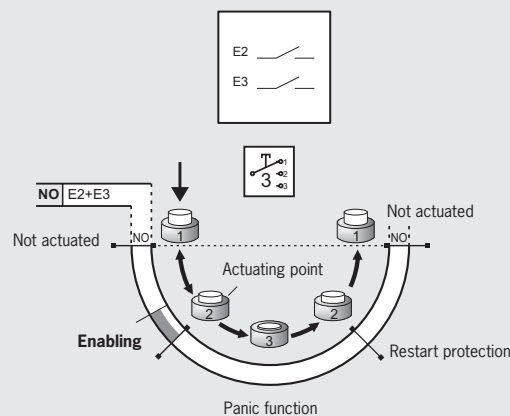 E2
E3
1
2
3
3
NO E2+E3
Not actuated
NO
1
1
Not actuated
NO
Actuating point
2
2
3
Enabling
Restart protection
Panic function